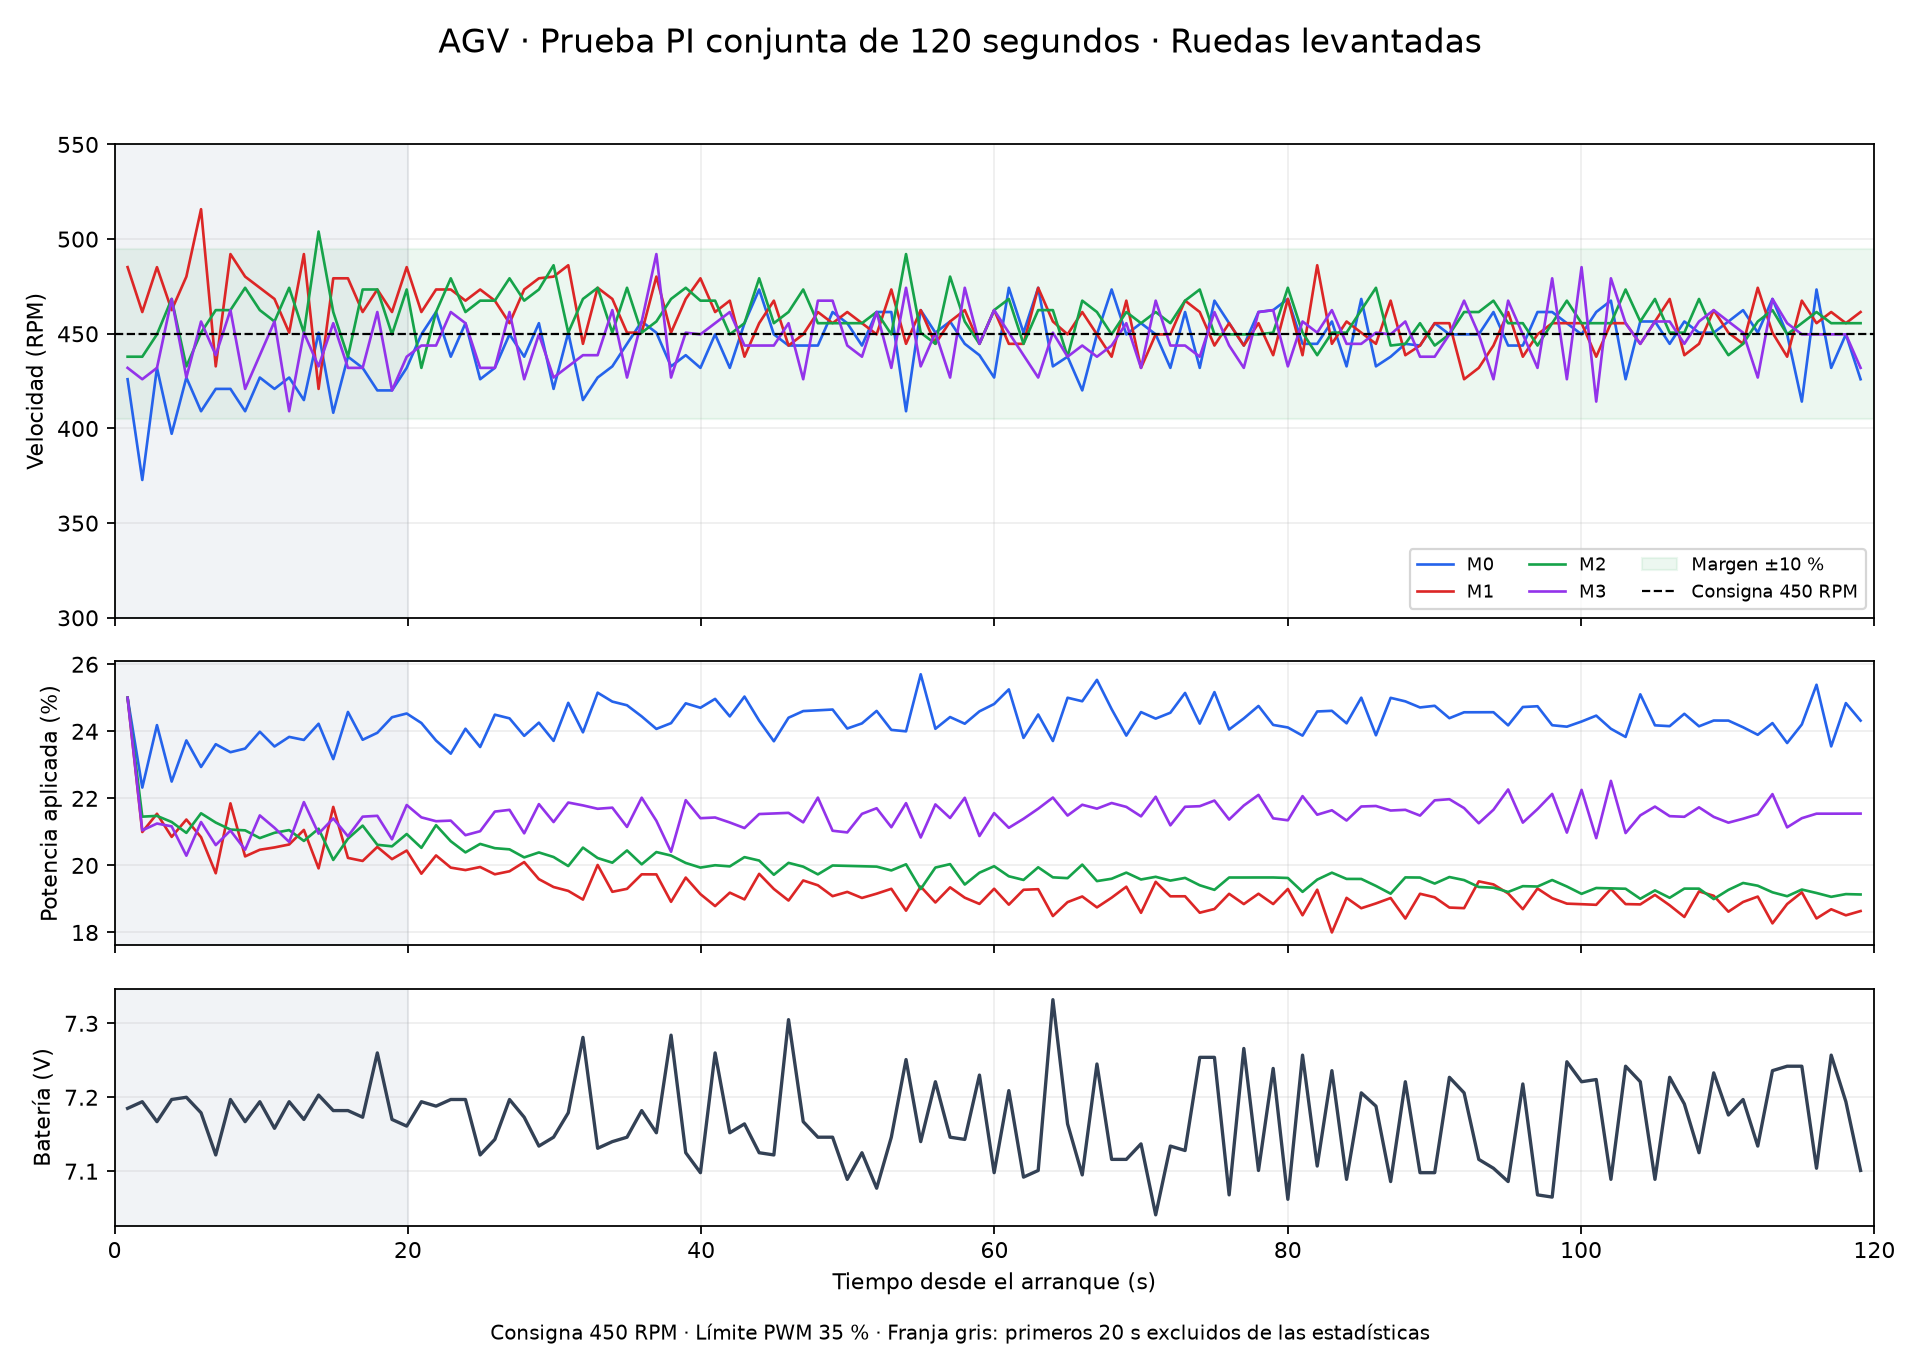 AGV · Prueba PI conjunta de 120 segundos · Ruedas levantadas
Velocidad (RPM)
550
500
450
400
350
300
M0
M1
M2
M3
Margen ±10 %
Consigna 450 RPM
Potencia aplicada (%)
26
24
22
20
18
Batería (V)
7.3
7.2
7.1
0 20 40 60 80 100 120
Tiempo desde el arranque (s)
Consigna 450 RPM · Límite PWM 35 % · Franja gris: primeros 20 s excluidos de las estadísticas